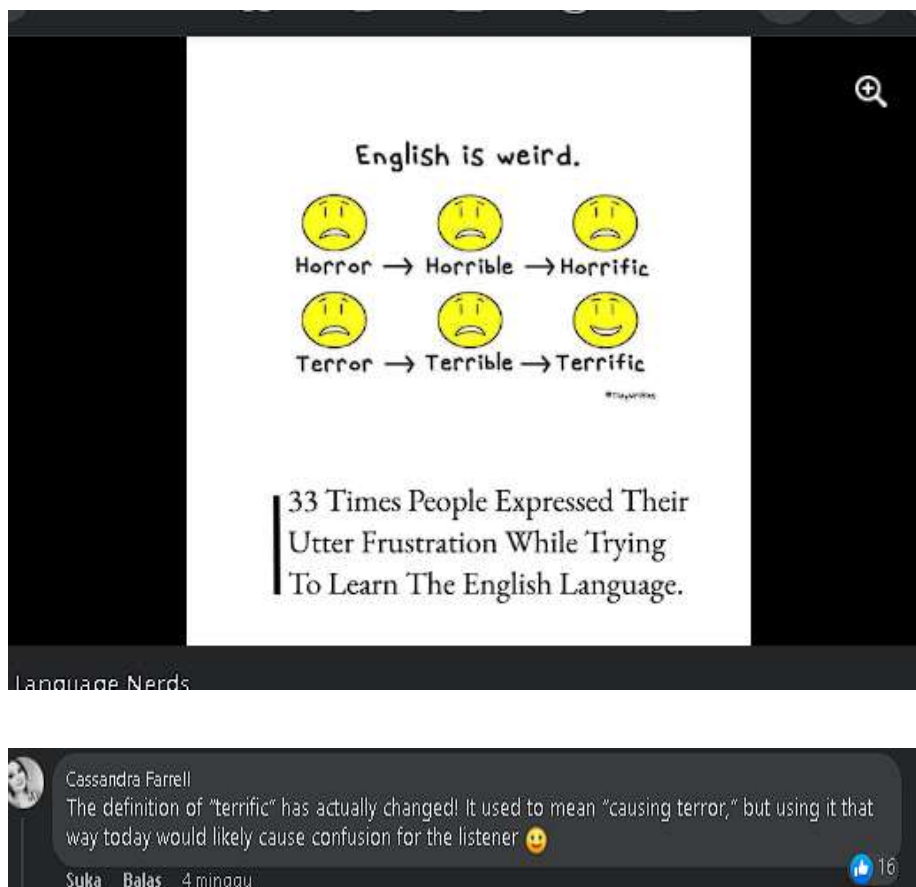 English is weird.
Horror → Horrible → Horrific
Terror → Terrible → Terrific
33 Times People Expressed Their
Utter Frustration While Trying
To Learn The English Language.
Language Nerds
Cassandra Farrell
The definition of "terrific" has actually changed! It used to mean "causing terror," but using it that
way today would likely cause confusion for the listener 🙂
16
Suka Balas 4 minggu